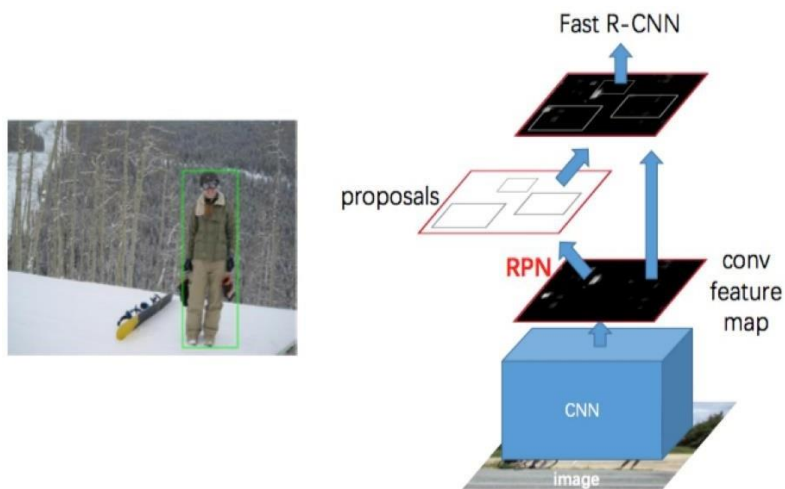 Fast R-CNN
proposals
RPN
conv
feature
map
CNN
image